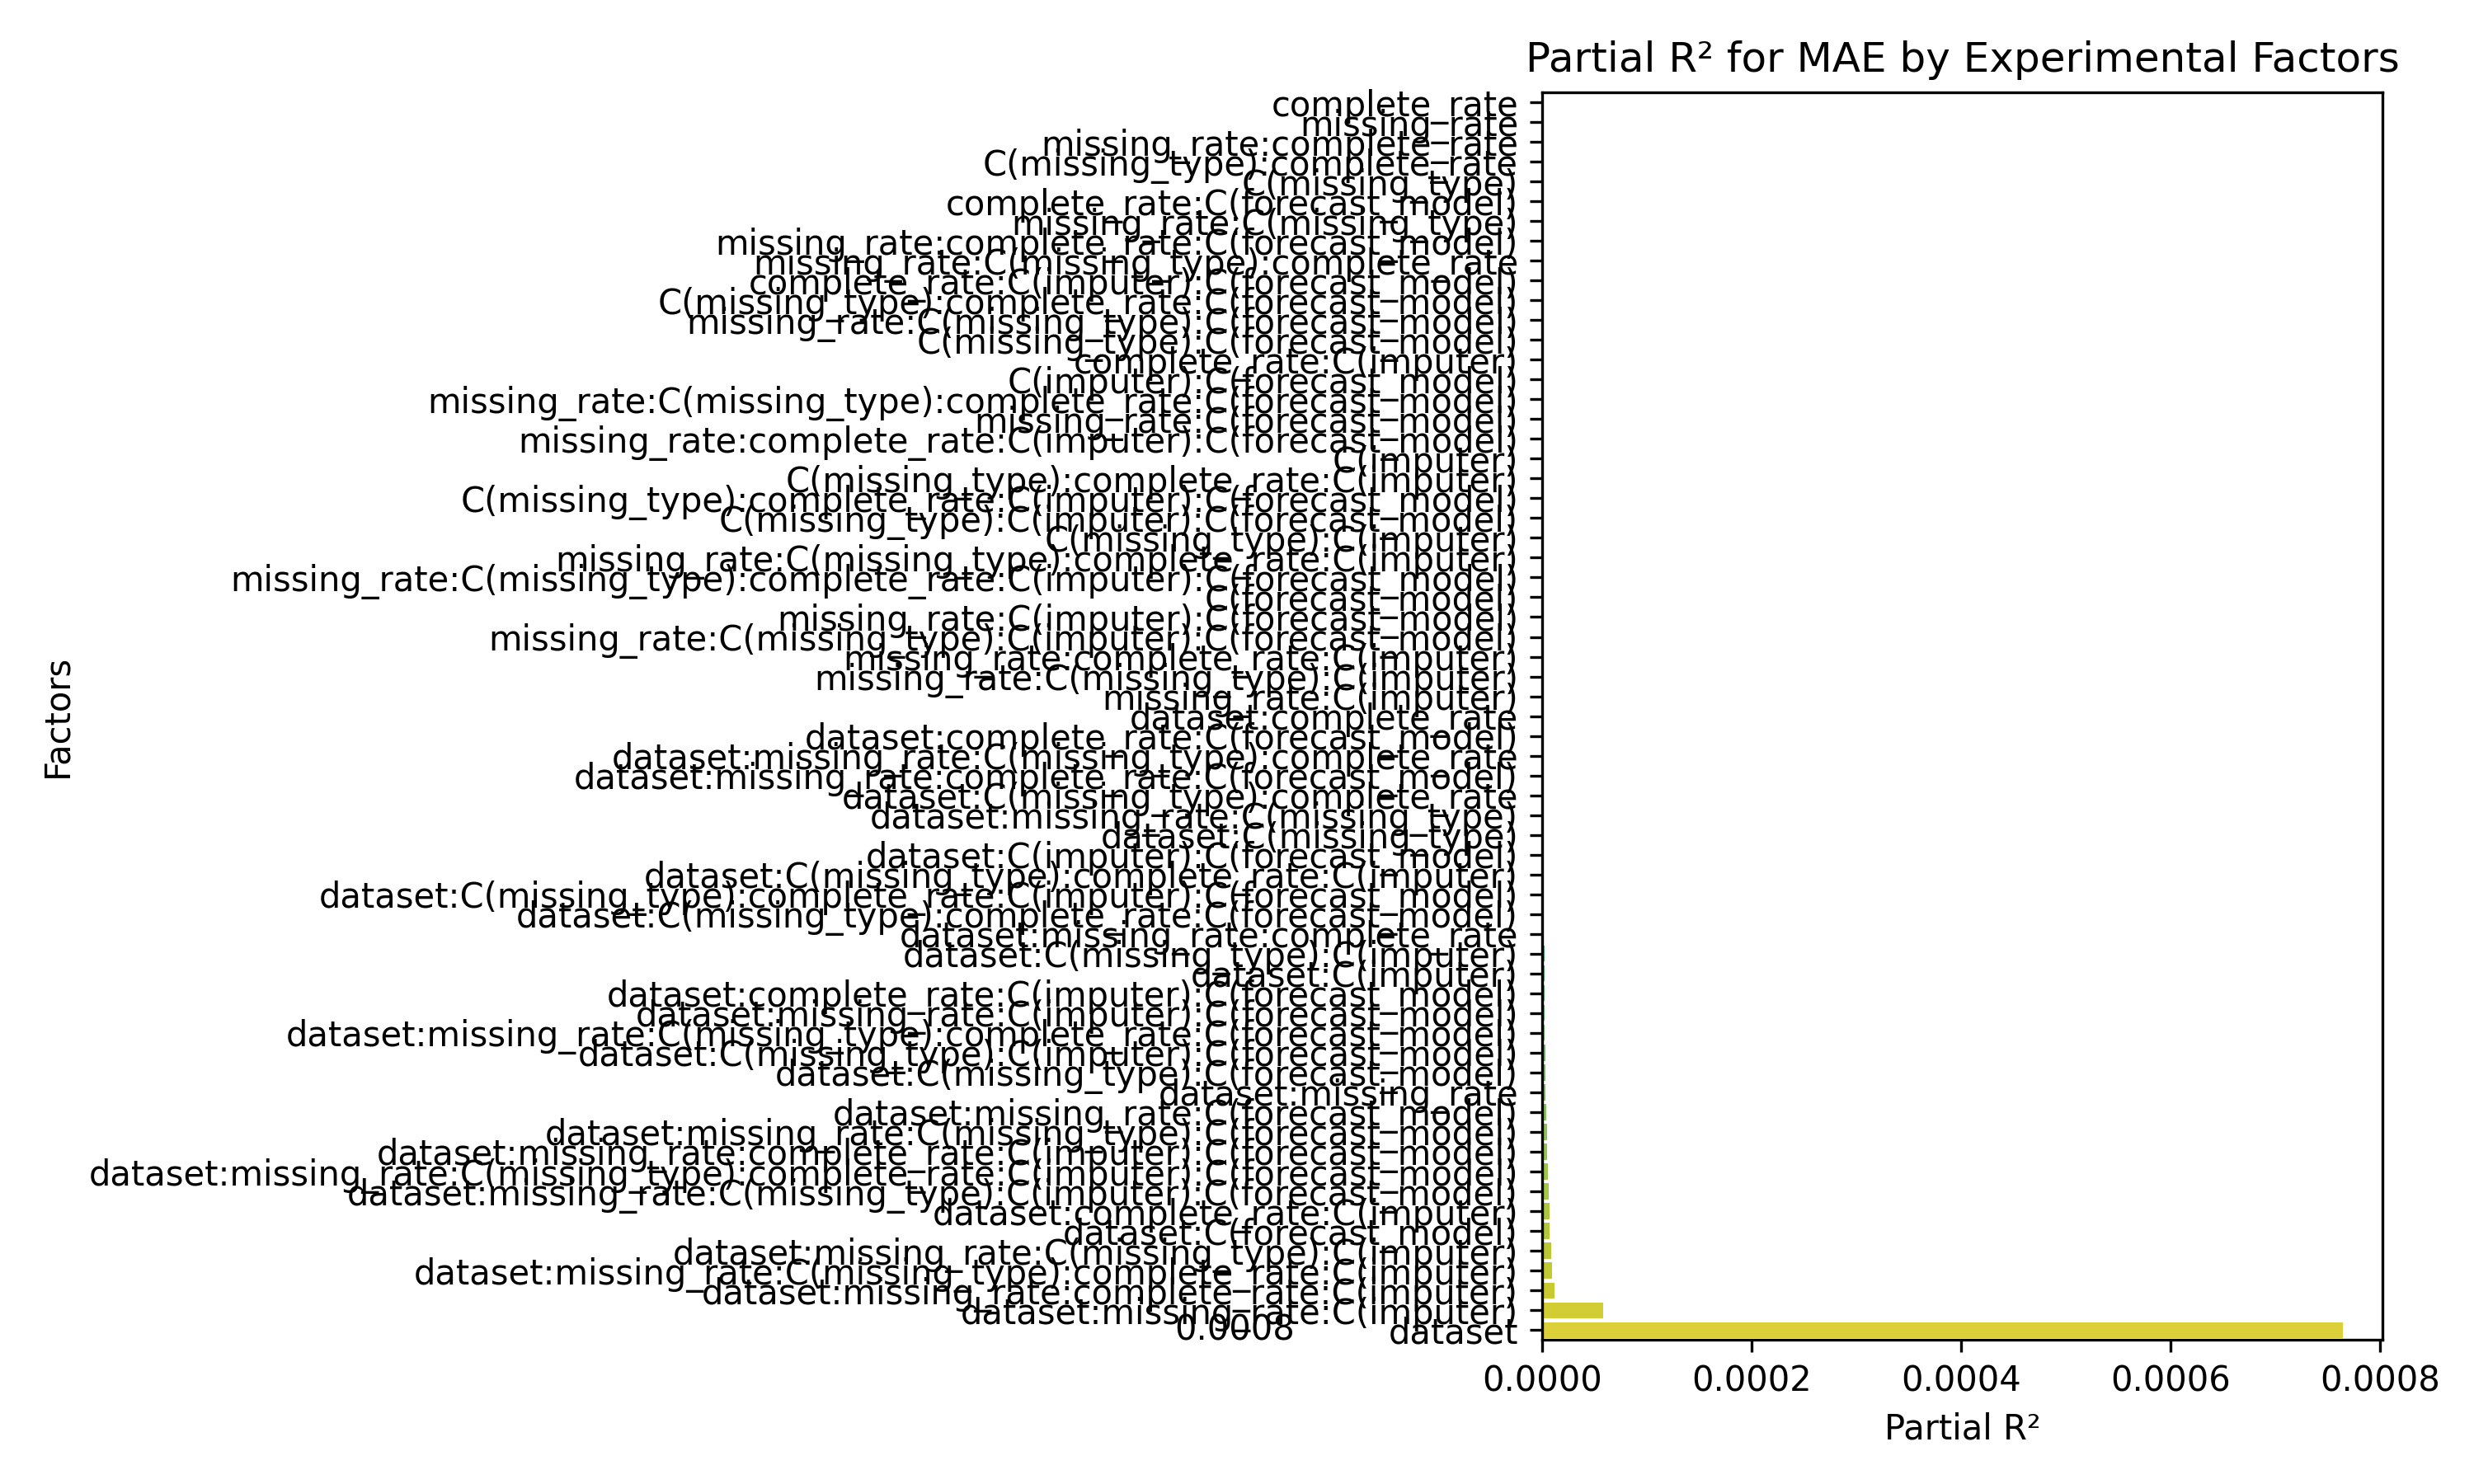 Partial R² for MAE by Experimental Factors
complete_rate
missing_rate
missing_rate:complete_rate
C(missing_type):complete_rate
C(missing_type)
complete_rate:C(forecast_model)
missing_rate:C(missing_type)
missing_rate:complete_rate:C(forecast_model)
missing_rate:C(missing_type):complete_rate
complete_rate:C(imputer):C(forecast_model)
C(missing_type):complete_rate:C(forecast_model)
missing_rate:C(missing_type):C(forecast_model)
C(missing_type):C(forecast_model)
complete_rate:C(imputer)
C(imputer):C(forecast_model)
missing_rate:C(missing_type):complete_rate:C(forecast_model)
missing_rate:C(forecast_model)
missing_rate:complete_rate:C(imputer):C(forecast_model)
C(imputer)
C(missing_type):complete_rate:C(imputer)
C(missing_type):complete_rate:C(imputer):C(forecast_model)
C(missing_type):C(imputer):C(forecast_model)
C(missing_type):C(imputer)
missing_rate:C(missing_type):complete_rate:C(imputer)
missing_rate:C(missing_type):complete_rate:C(imputer):C(forecast_model)
C(forecast_model)
missing_rate:C(imputer):C(forecast_model)
missing_rate:C(missing_type):C(imputer):C(forecast_model)
missing_rate:complete_rate:C(imputer)
missing_rate:C(missing_type):C(imputer)
missing_rate:C(imputer)
dataset:complete_rate
dataset:complete_rate:C(forecast_model)
dataset:missing_rate:C(missing_type):complete_rate
dataset:missing_rate:complete_rate:C(forecast_model)
dataset:C(missing_type):complete_rate
dataset:missing_rate:C(missing_type)
dataset:C(missing_type)
dataset:C(imputer):C(forecast_model)
dataset:C(missing_type):complete_rate:C(imputer)
dataset:C(missing_type):complete_rate:C(imputer):C(forecast_model)
dataset:C(missing_type):complete_rate:C(forecast_model)
dataset:missing_rate:complete_rate
dataset:C(missing_type):C(imputer)
dataset:C(imputer)
dataset:complete_rate:C(imputer):C(forecast_model)
dataset:missing_rate:C(imputer):C(forecast_model)
dataset:missing_rate:C(missing_type):complete_rate:C(forecast_model)
dataset:C(missing_type):C(imputer):C(forecast_model)
dataset:C(missing_type):C(forecast_model)
dataset:missing_rate
dataset:missing_rate:C(forecast_model)
dataset:missing_rate:C(missing_type):C(forecast_model)
dataset:missing_rate:complete_rate:C(imputer):C(forecast_model)
dataset:missing_rate:C(missing_type):complete_rate:C(imputer):C(forecast_model)
dataset:missing_rate:C(missing_type):C(imputer):C(forecast_model)
dataset:complete_rate:C(imputer)
dataset:C(forecast_model)
dataset:missing_rate:C(missing_type):C(imputer)
dataset:missing_rate:C(missing_type):complete_rate:C(imputer)
dataset:missing_rate:complete_rate:C(imputer)
dataset:missing_rate:C(imputer)
0.0008
dataset
Factors
0.0000 0.0002 0.0004 0.0006 0.0008
Partial R²